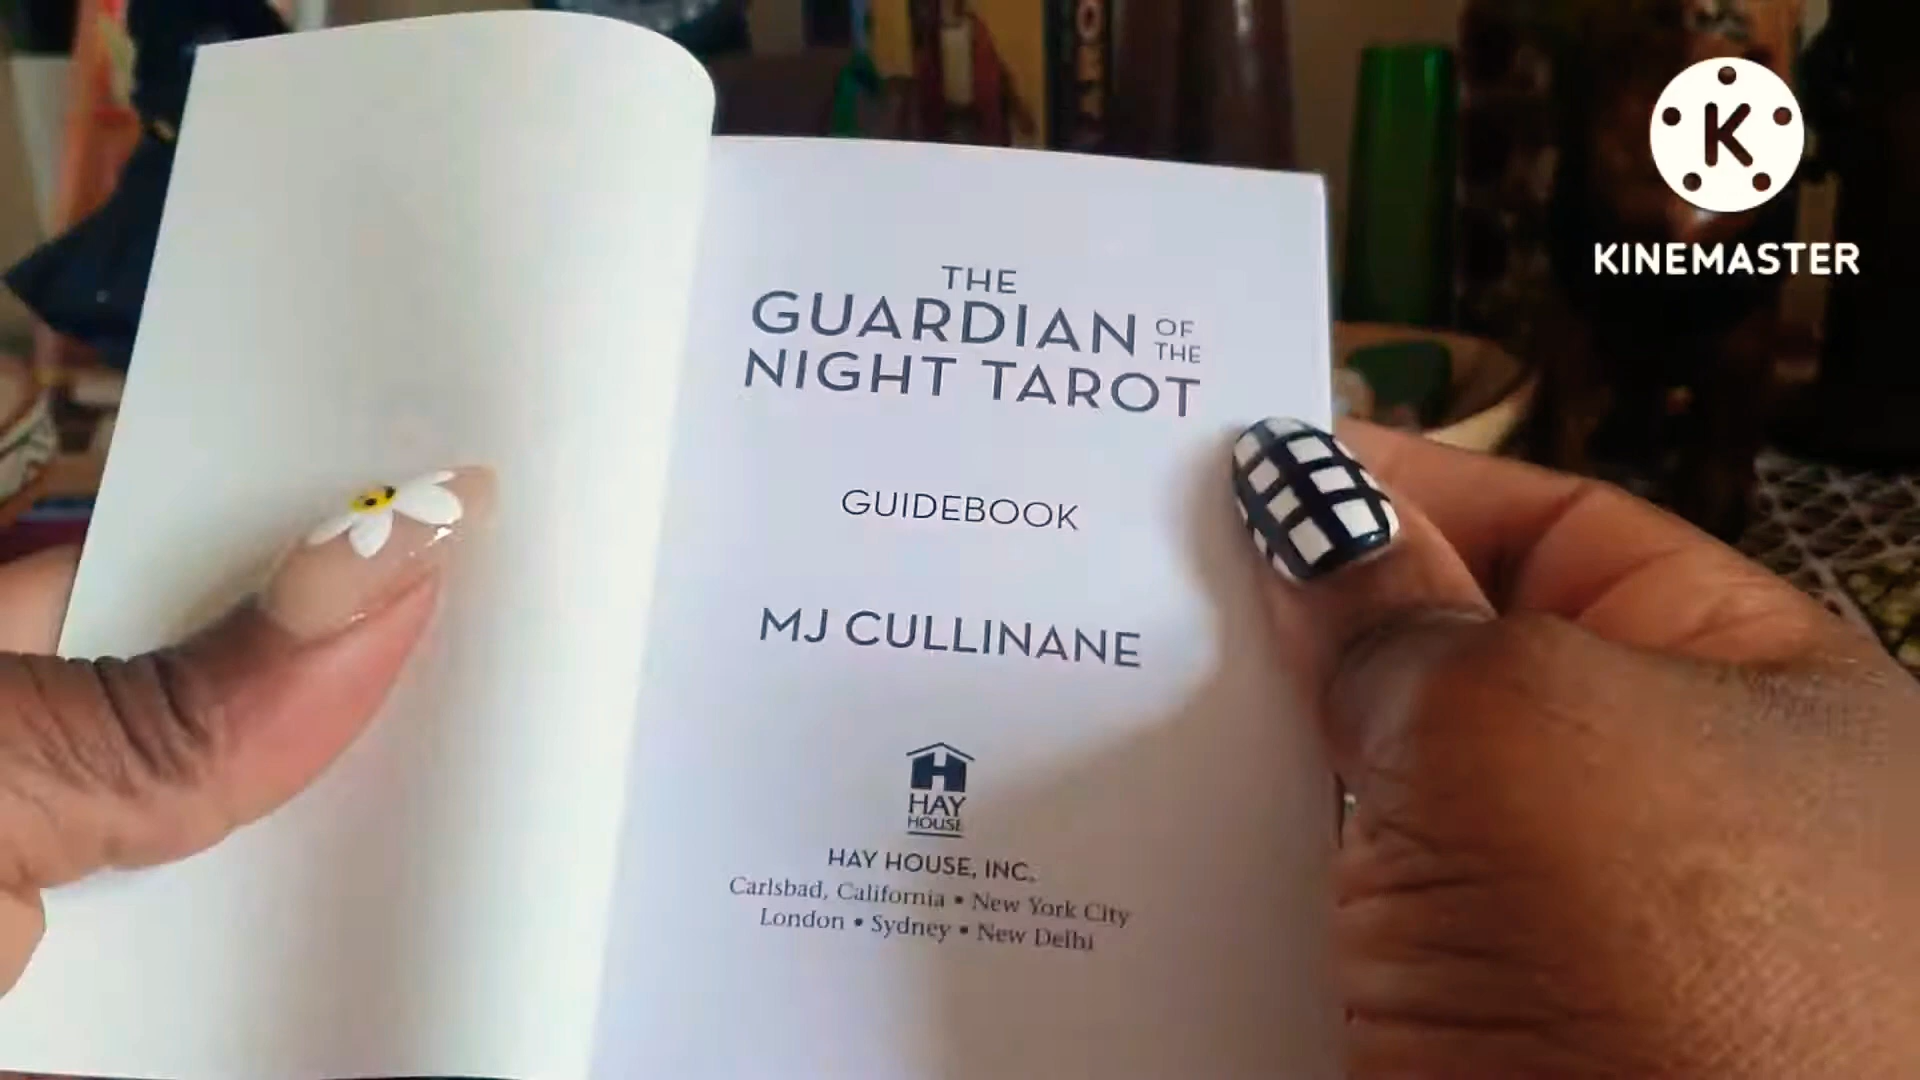 THE
GUARDIAN OF THE
NIGHT TAROT
GUIDEBOOK
MJ CULLINANE
H
HAY
HOUSE
HAY HOUSE, INC.
Carlsbad, California • New York City
London • Sydney • New Delhi
K
KINEMASTER